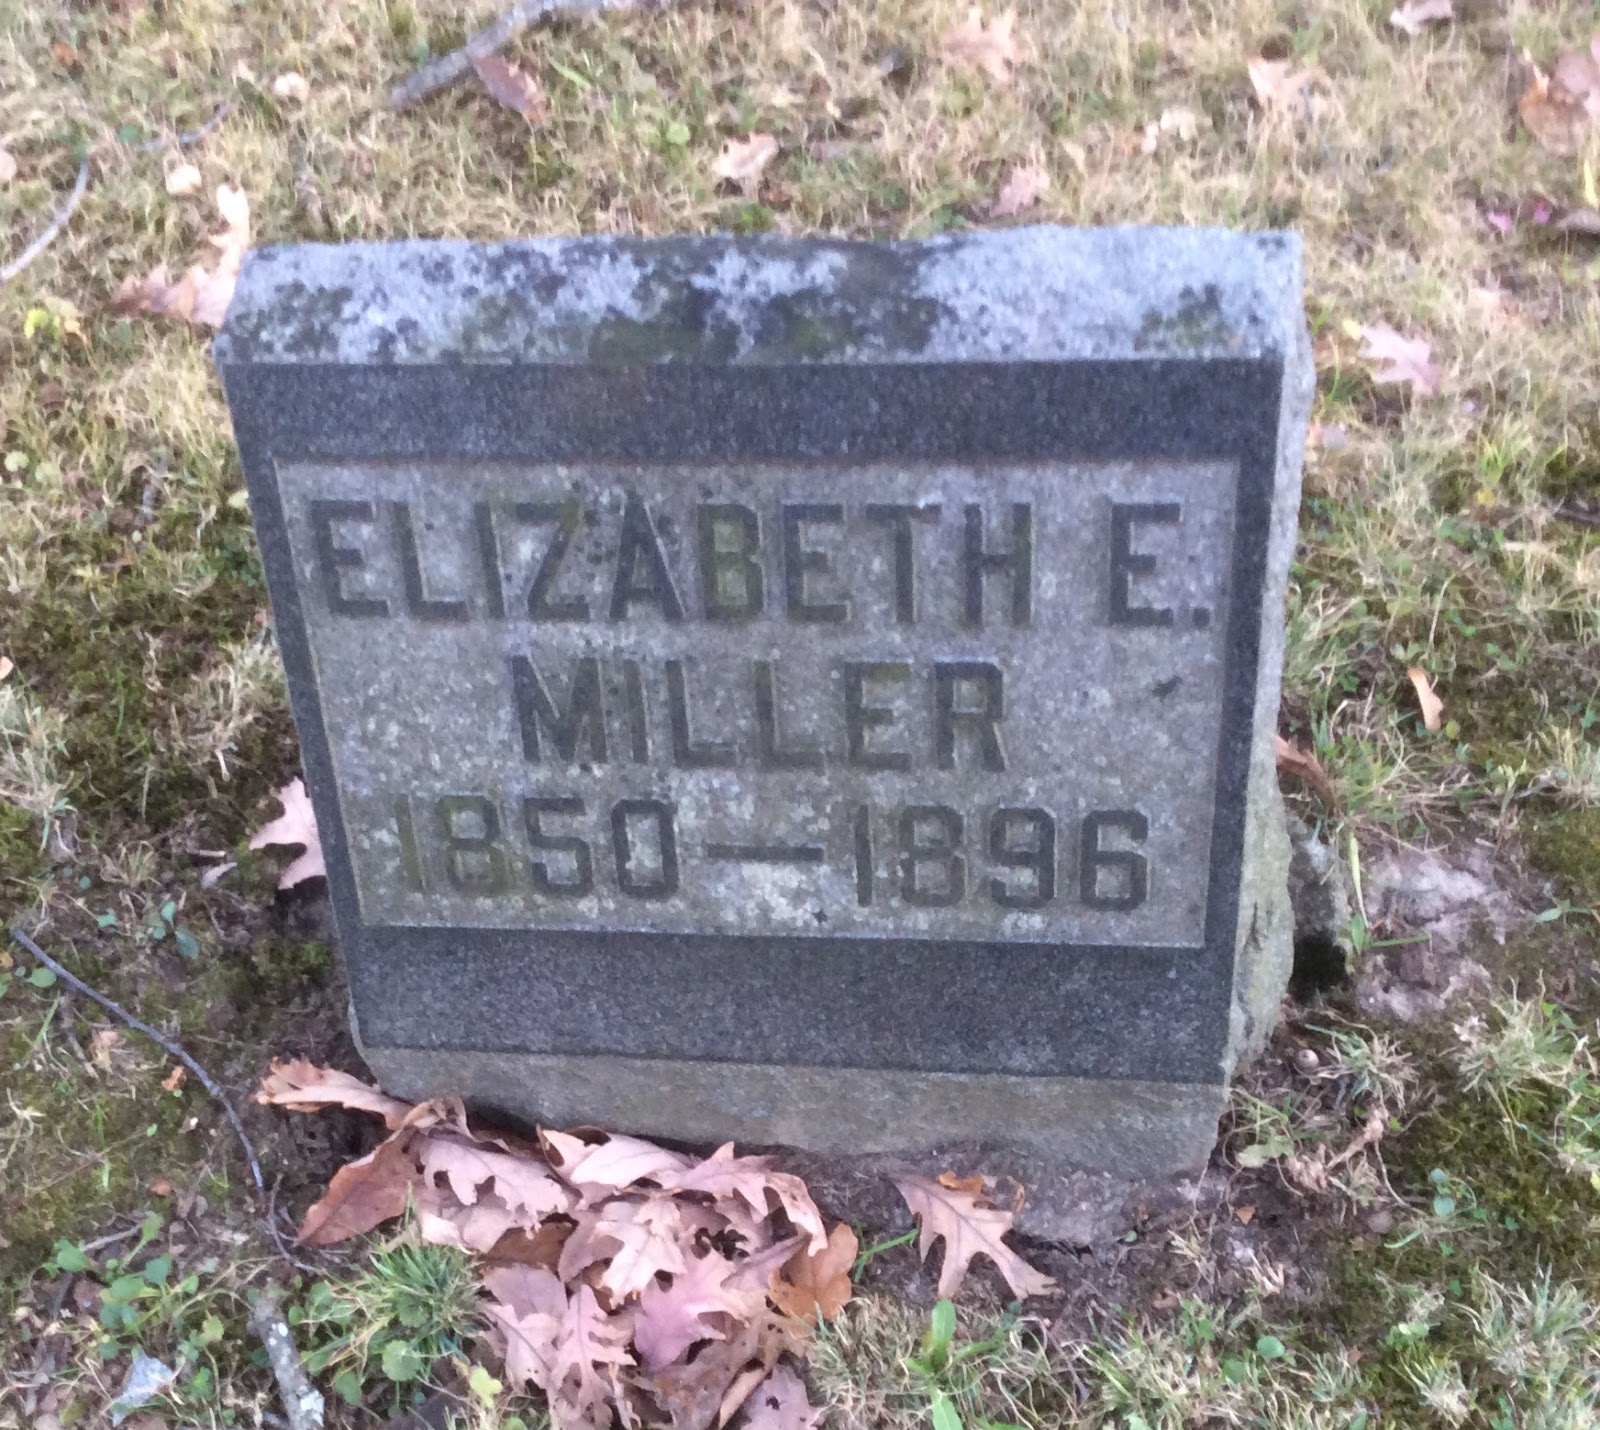 ELIZABETH E.
MILLER
1850—1896